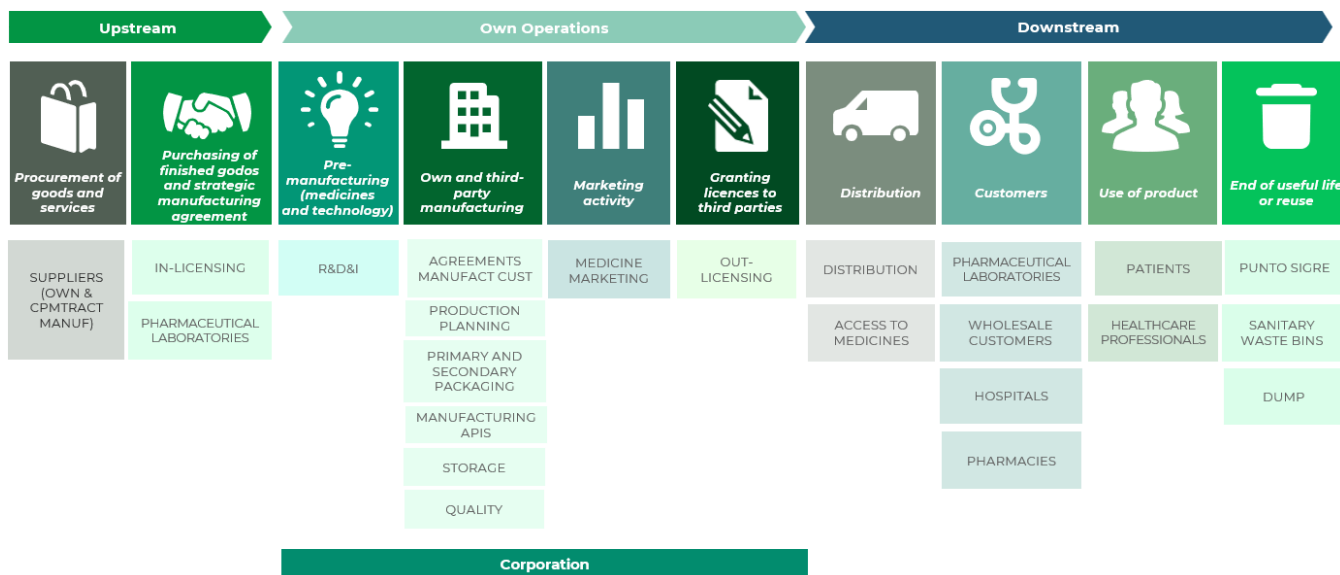 Upstream
Own Operations
Downstream
Procurement of
goods and
services
Purchasing of
finished godos
and strategic
manufacturing
agreement
Pre-
manufacturing
(medicines
and technology)
Own and third-
party
manufacturing
Marketing
activity
Granting
licences to
third parties
Distribution
Customers
Use of product
End of useful life
or reuse
SUPPLIERS
(OWN &
CPMTRACT
MANUF)
IN-LICENSING
PHARMACEUTICAL
LABORATORIES
R&D&I
AGREEMENTS
MANUFACT CUST
PRODUCTION
PLANNING
PRIMARY AND
SECONDARY
PACKAGING
MANUFACTURING
APIS
STORAGE
QUALITY
MEDICINE
MARKETING
OUT-
LICENSING
DISTRIBUTION
ACCESS TO
MEDICINES
PHARMACEUTICAL
LABORATORIES
WHOLESALE
CUSTOMERS
HOSPITALS
PHARMACIES
PATIENTS
HEALTHCARE
PROFESSIONALS
PUNTO SIGRE
SANITARY
WASTE BINS
DUMP
Corporation